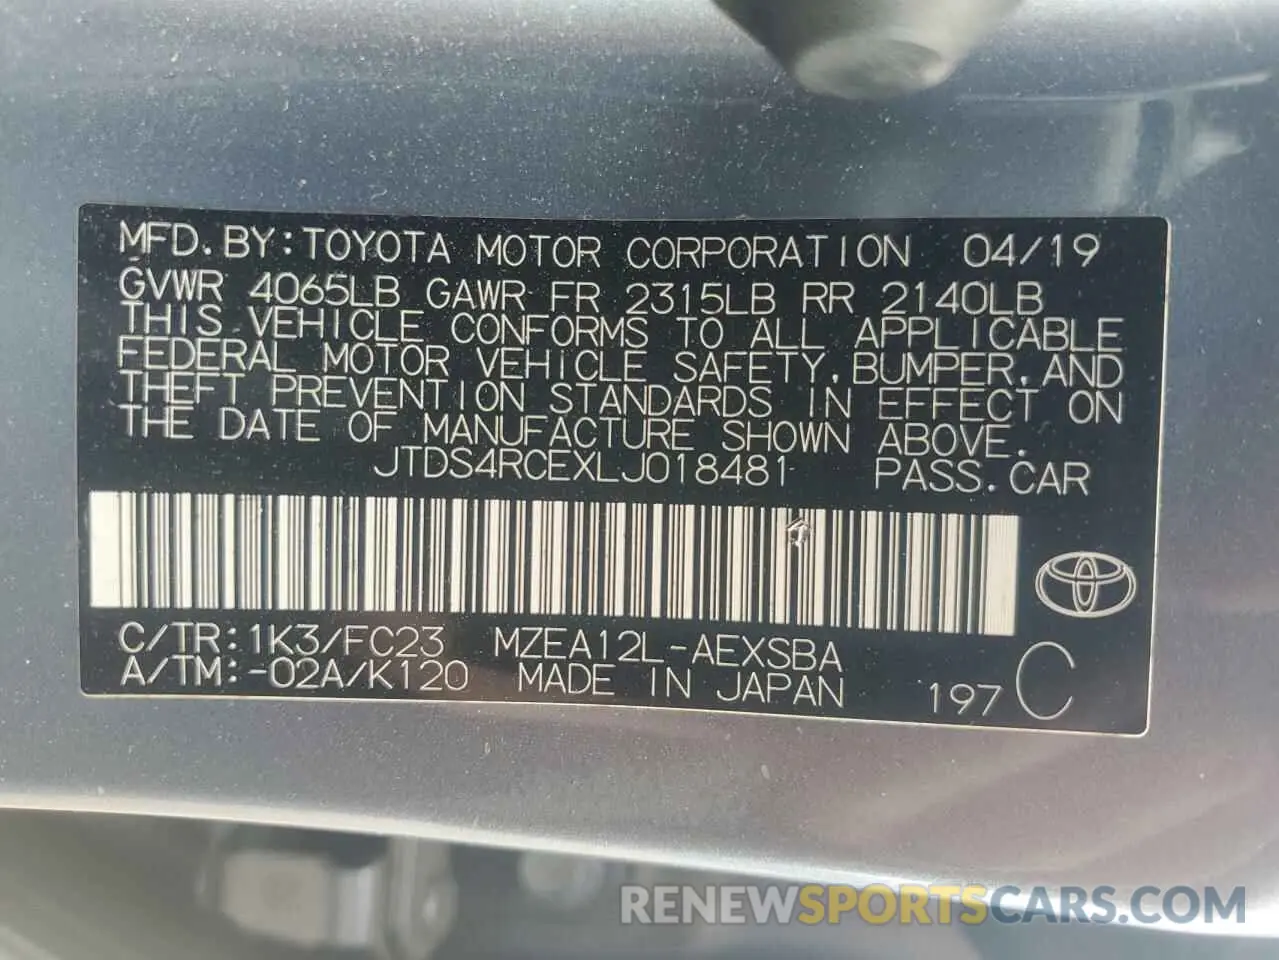 MFD.BY:TOYOTA MOTOR CORPORATION 04/19
GVWR 4065LB GAWR FR 2315LB RR 2140LB
THIS VEHICLE CONFORMS TO ALL APPLICABLE
FEDERAL MOTOR VEHICLE SAFETY,BUMPER,AND
THEFT PREVENTION STANDARDS IN EFFECT ON
THE DATE OF MANUFACTURE SHOWN ABOVE.
JTDS4RCEXLJ018481 PASS.CAR
C/TR:1K3/FC23 MZEA12L-AEXSBA
A/TM:-02A/K120 MADE IN JAPAN 197 C
RENEWSPORTSCARS.COM